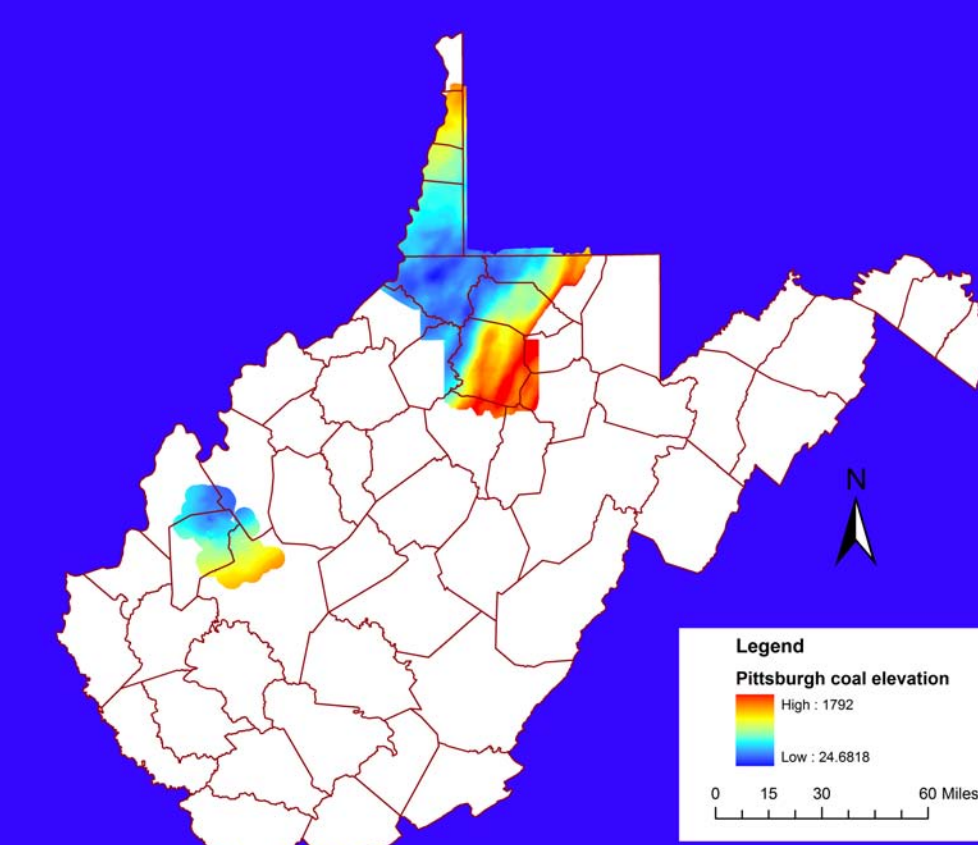 N
Legend
Pittsburgh coal elevation
High : 1792
Low : 24.6818
0 15 30 60 Miles